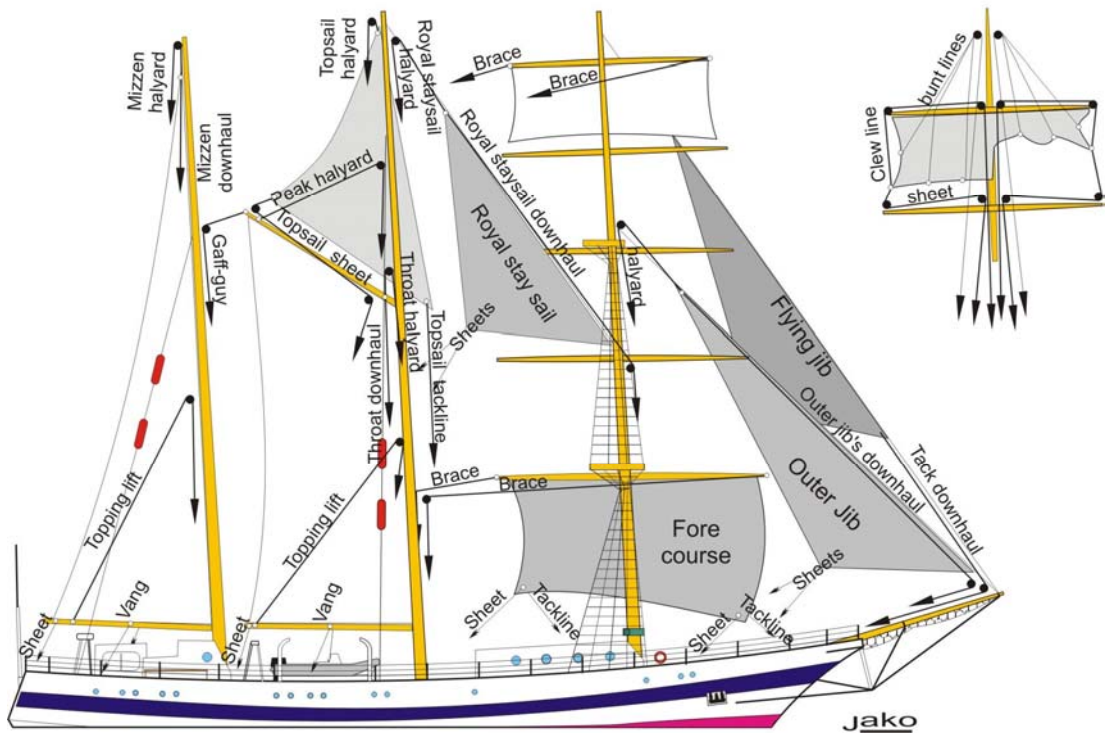 Mizzen
halyard
Mizzen
downhaul
Topsail
halyard
Royal staysail
halyard
Brace
Brace
Royal staysail downhaul
Peak halyard
Topsail sheet
Gaff-guy
Royal stay sail
halyard
Throat halyard
Throat downhaul
Topsail tackline
Sheets
Flying jib
Outer jib's downhaul
Outer Jib
Tack downhaul
Topping lift
Topping lift
Brace
Brace
Fore
course
Sheets
Sheet
Vang
Sheet
Vang
Sheet
Tackline
Sheet
Tackline
bunt lines
Clew line
sheet
jako